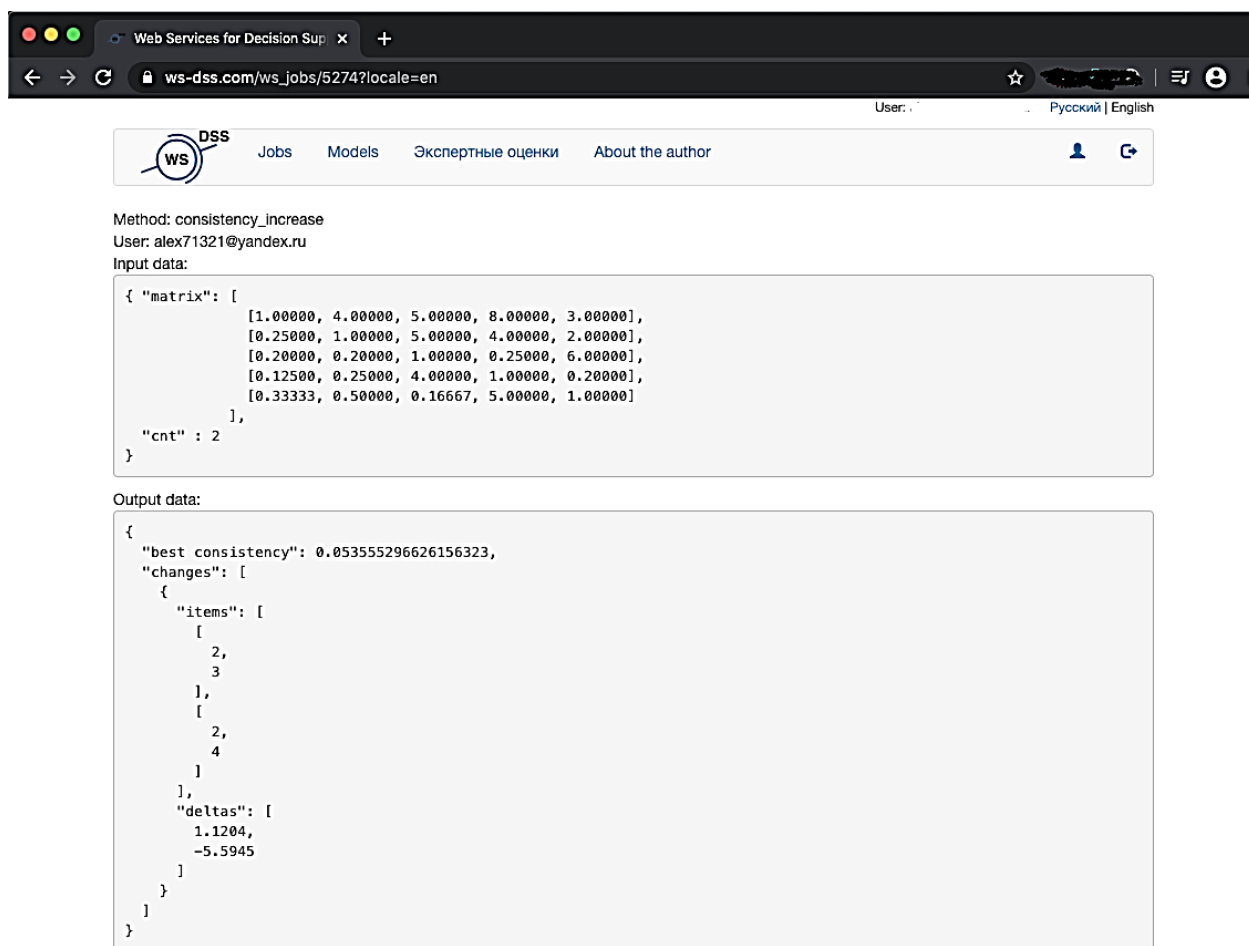 Web Services for Decision Sup
ws-dss.com/ws_jobs/5274?locale=en
User: Русский | English
WS DSS Jobs Models Экспертные оценки About the author
Method: consistency_increase
User: alex71321@yandex.ru
Input data:
{ "matrix": [
[1.00000, 4.00000, 5.00000, 8.00000, 3.00000],
[0.25000, 1.00000, 5.00000, 4.00000, 2.00000],
[0.20000, 0.20000, 1.00000, 0.25000, 6.00000],
[0.12500, 0.25000, 4.00000, 1.00000, 0.20000],
[0.33333, 0.50000, 0.16667, 5.00000, 1.00000]
],
"cnt" : 2
}
Output data:
{
"best consistency": 0.053555296626156323,
"changes": [
{
"items": [
[
2,
3
],
[
2,
4
]
],
"deltas": [
1.1204,
-5.5945
]
}
]
}